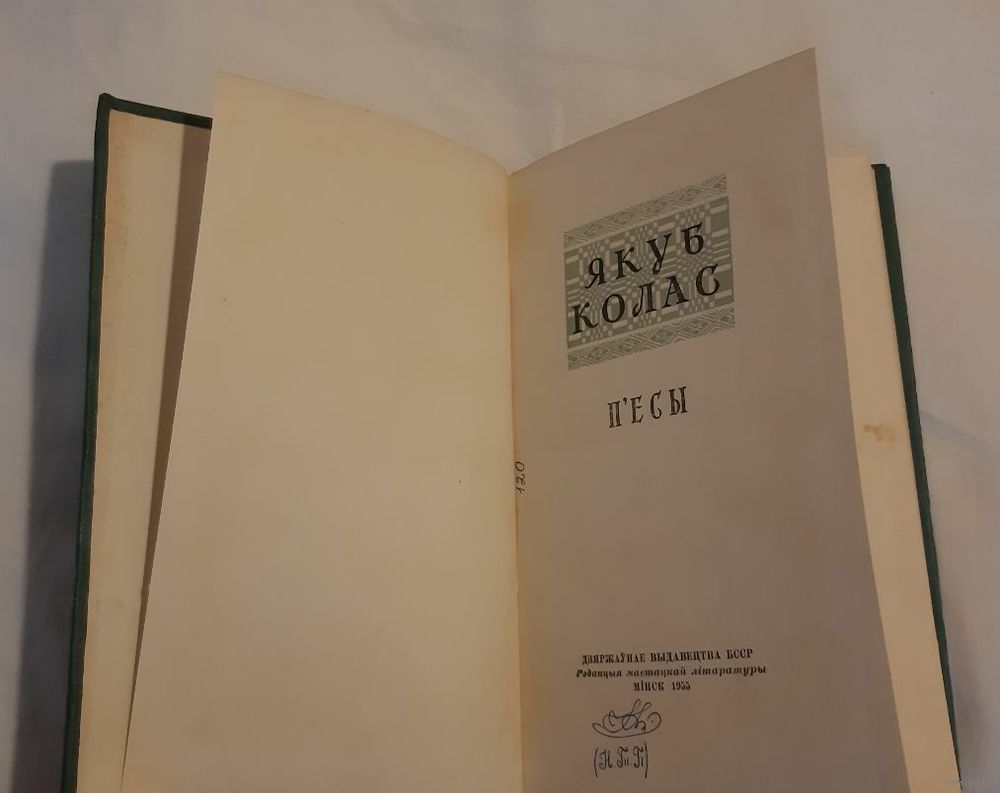 ЯКУБ
КОЛАС
П'ЕСЫ
120
ДЗЯРЖАЎНАЕ ВЫДАВЕЦТВА БССР
Рэдакцыя мастацкай літаратуры
МІНСК 1955